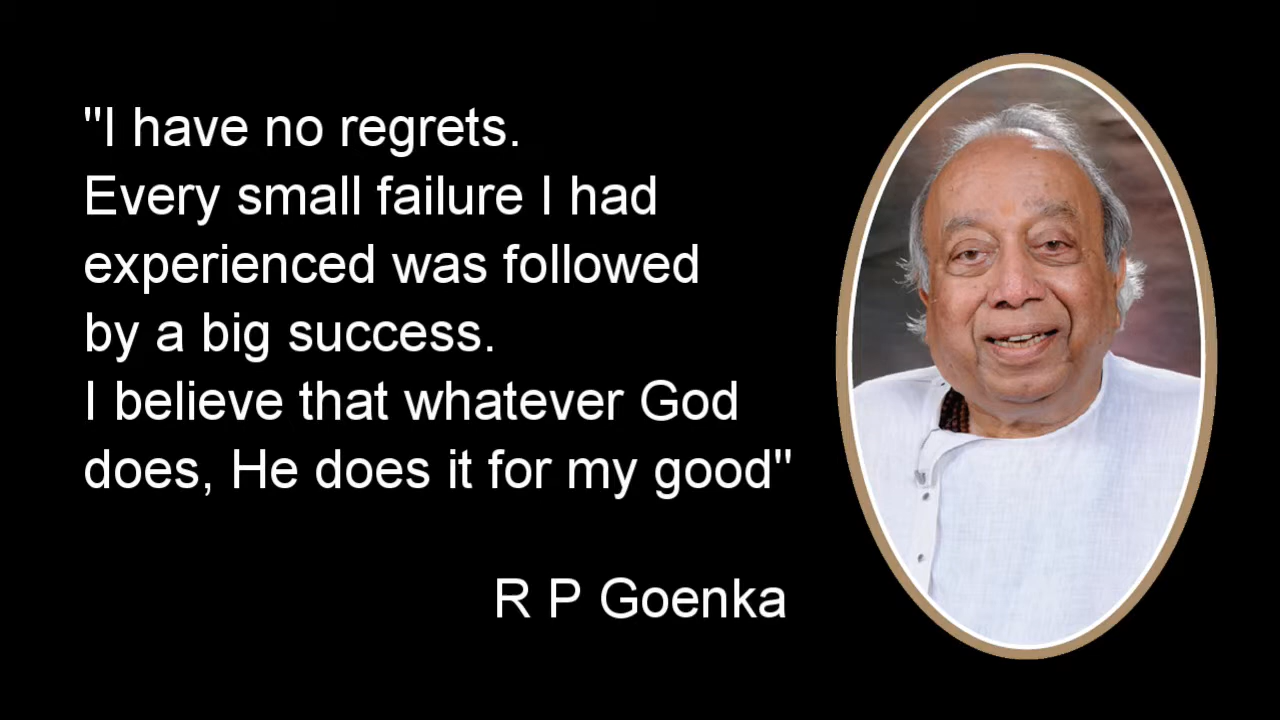 "I have no regrets.
Every small failure I had
experienced was followed
by a big success.
I believe that whatever God
does, He does it for my good"
R P Goenka